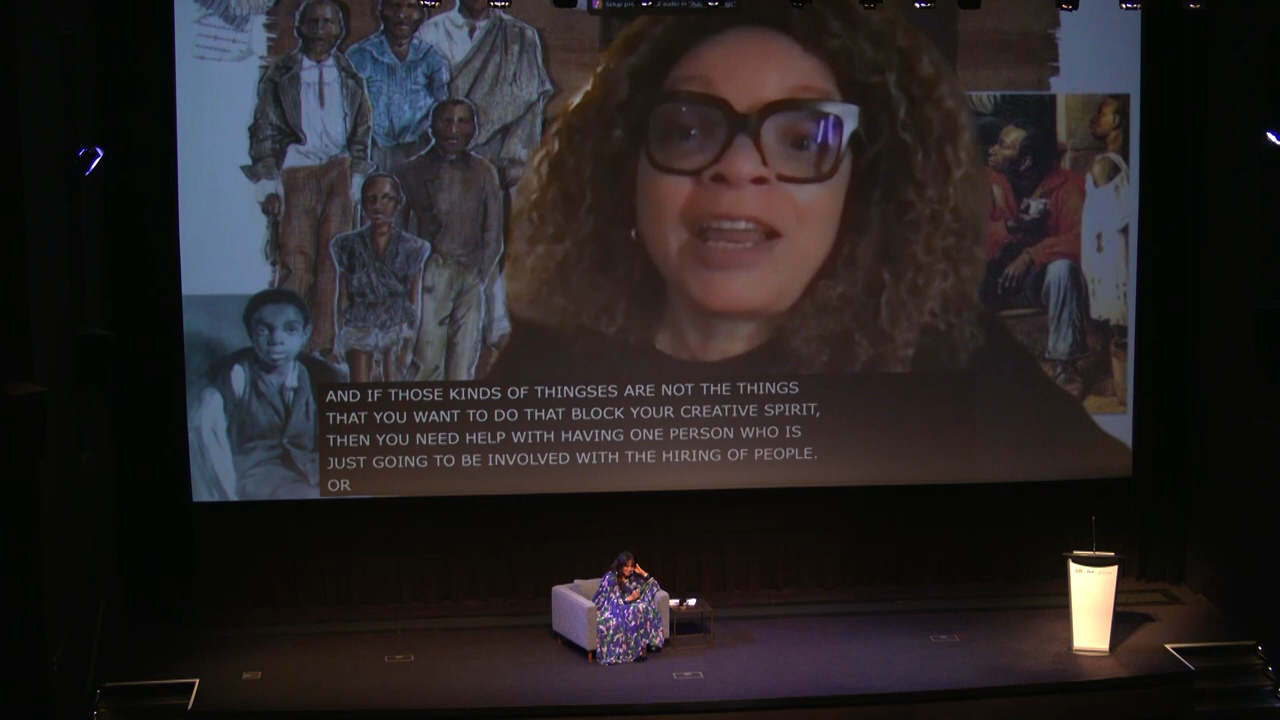 AND IF THOSE KINDS OF THINGSES ARE NOT THE THINGS
THAT YOU WANT TO DO THAT BLOCK YOUR CREATIVE SPIRIT,
THEN YOU NEED HELP WITH HAVING ONE PERSON WHO IS
JUST GOING TO BE INVOLVED WITH THE HIRING OF PEOPLE.
OR